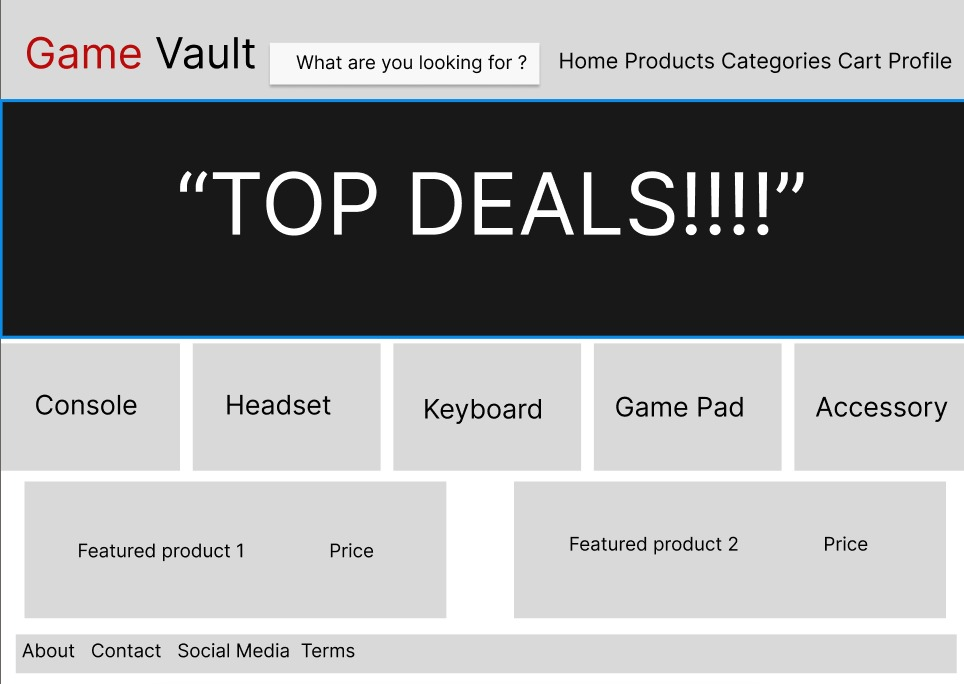 Game Vault
What are you looking for ?
Home Products Categories Cart Profile
“TOP DEALS!!!!”
Console
Headset
Keyboard
Game Pad
Accessory
Featured product 1
Price
Featured product 2
Price
About Contact Social Media Terms